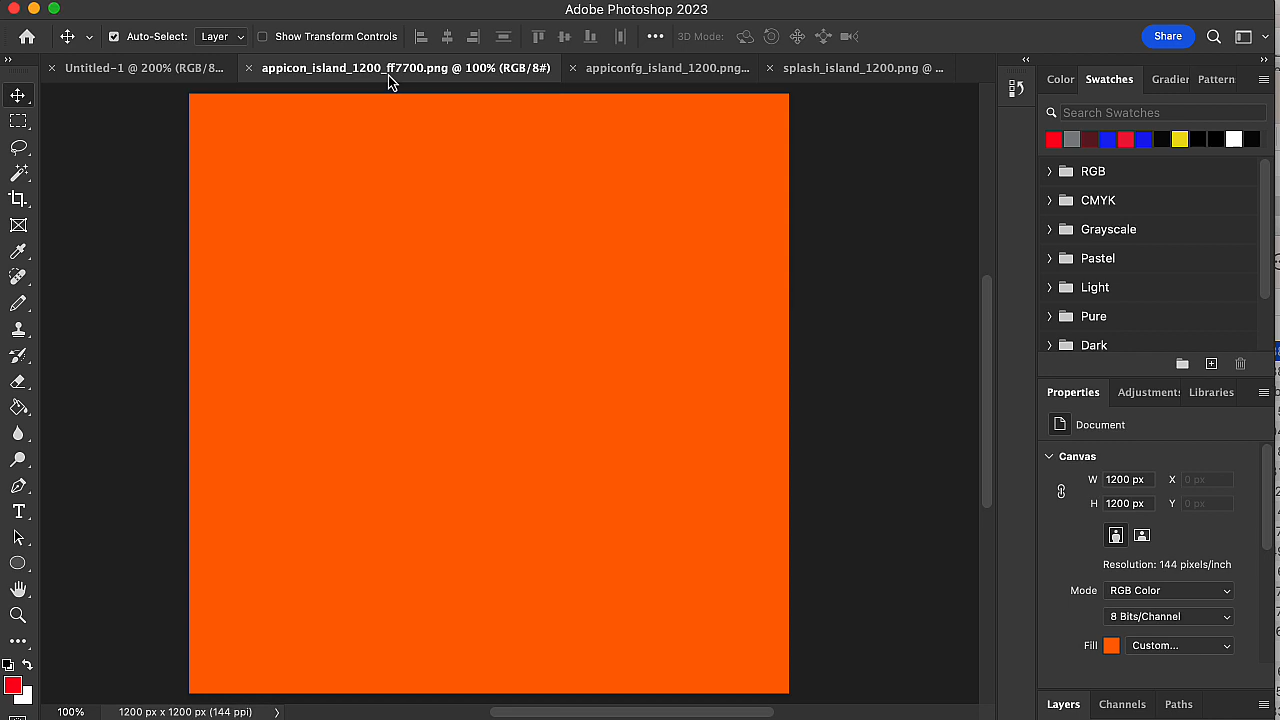 Adobe Photoshop 2023
Auto-Select: Layer Show Transform Controls 3D Mode: Share
Untitled-1 @ 200% (RGB/8... appicon_island_1200_ff7700.png @ 100% (RGB/8#) appiconfg_island_1200.png... splash_island_1200.png @ ...
Color Swatches Gradier Pattern
Search Swatches
RGB
CMYK
Grayscale
Pastel
Light
Pure
Dark
Properties Adjustment: Libraries
Document
Canvas
W 1200 px X 0 px
H 1200 px Y 0 px
Resolution: 144 pixels/inch
Mode RGB Color
8 Bits/Channel
Fill Custom...
Layers Channels Paths
100% 1200 px x 1200 px (144 ppi)